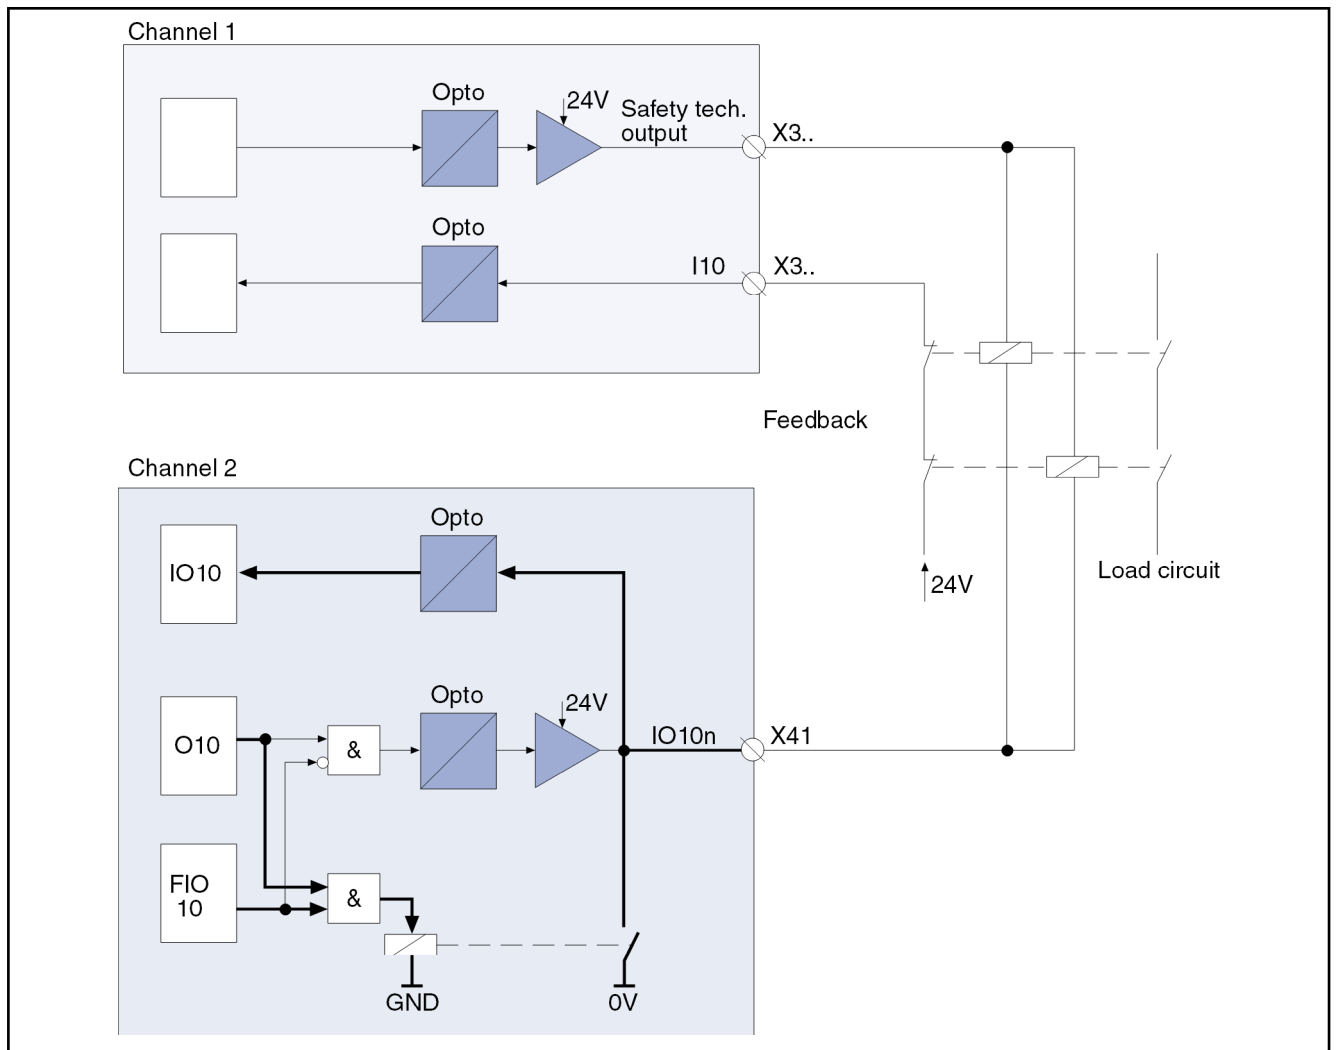 Channel 1
Opto
24V
Safety tech.
output
X3..
Opto
I10
X3..
Feedback
24V
Load circuit
Channel 2
Opto
IO10
Opto
24V
O10
&
IO10n
X41
FIO
10
&
GND
0V